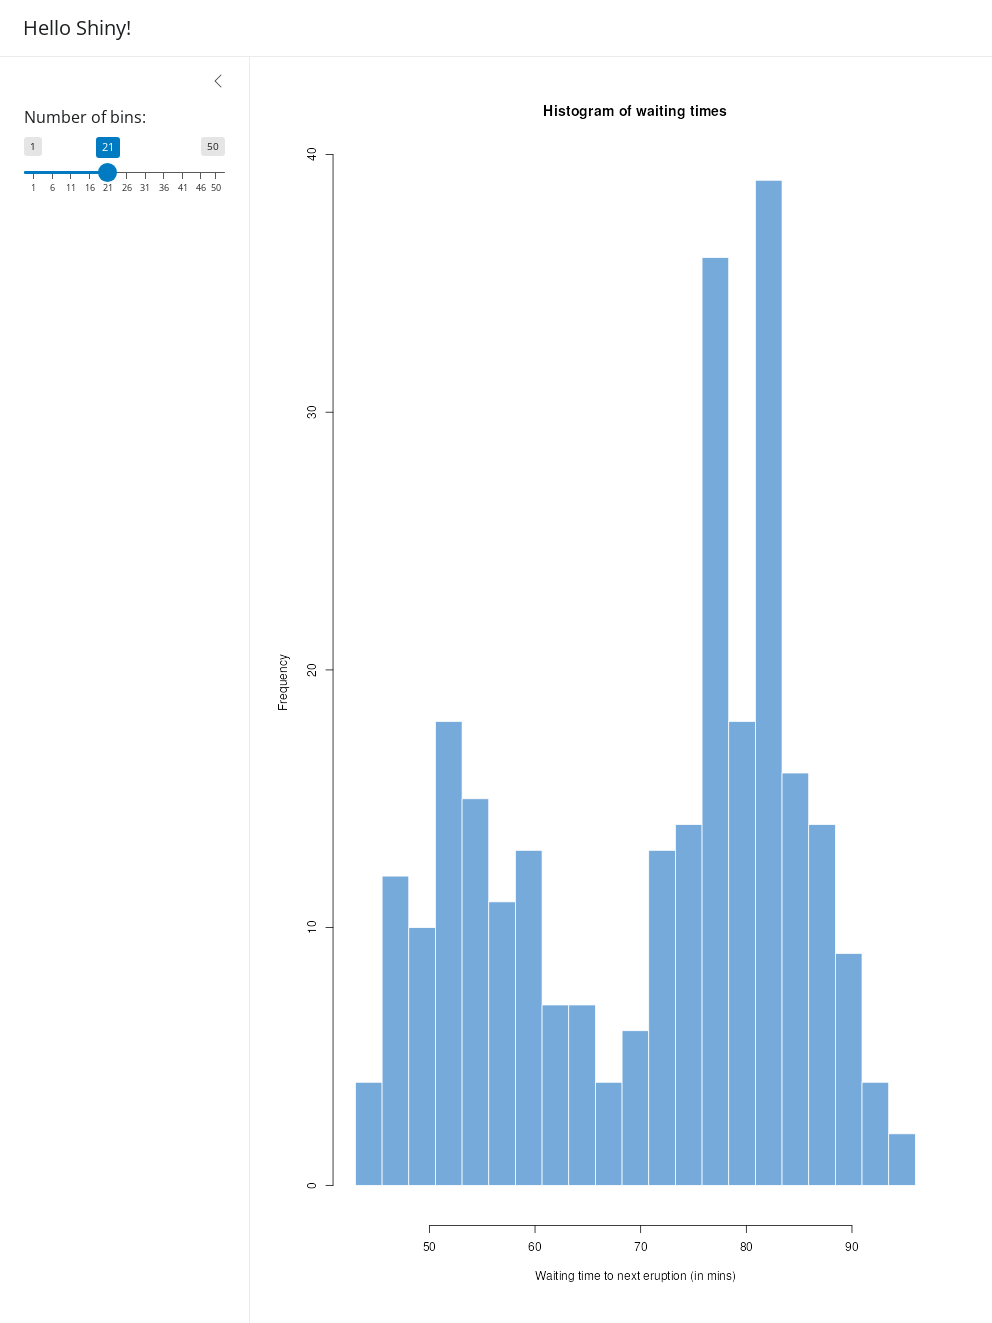 Hello Shiny!
Number of bins:
1 21 50
1 6 11 16 21 26 31 36 41 46 50
Histogram of waiting times
40
30
20
10
0
Frequency
50 60 70 80 90
Waiting time to next eruption (in mins)